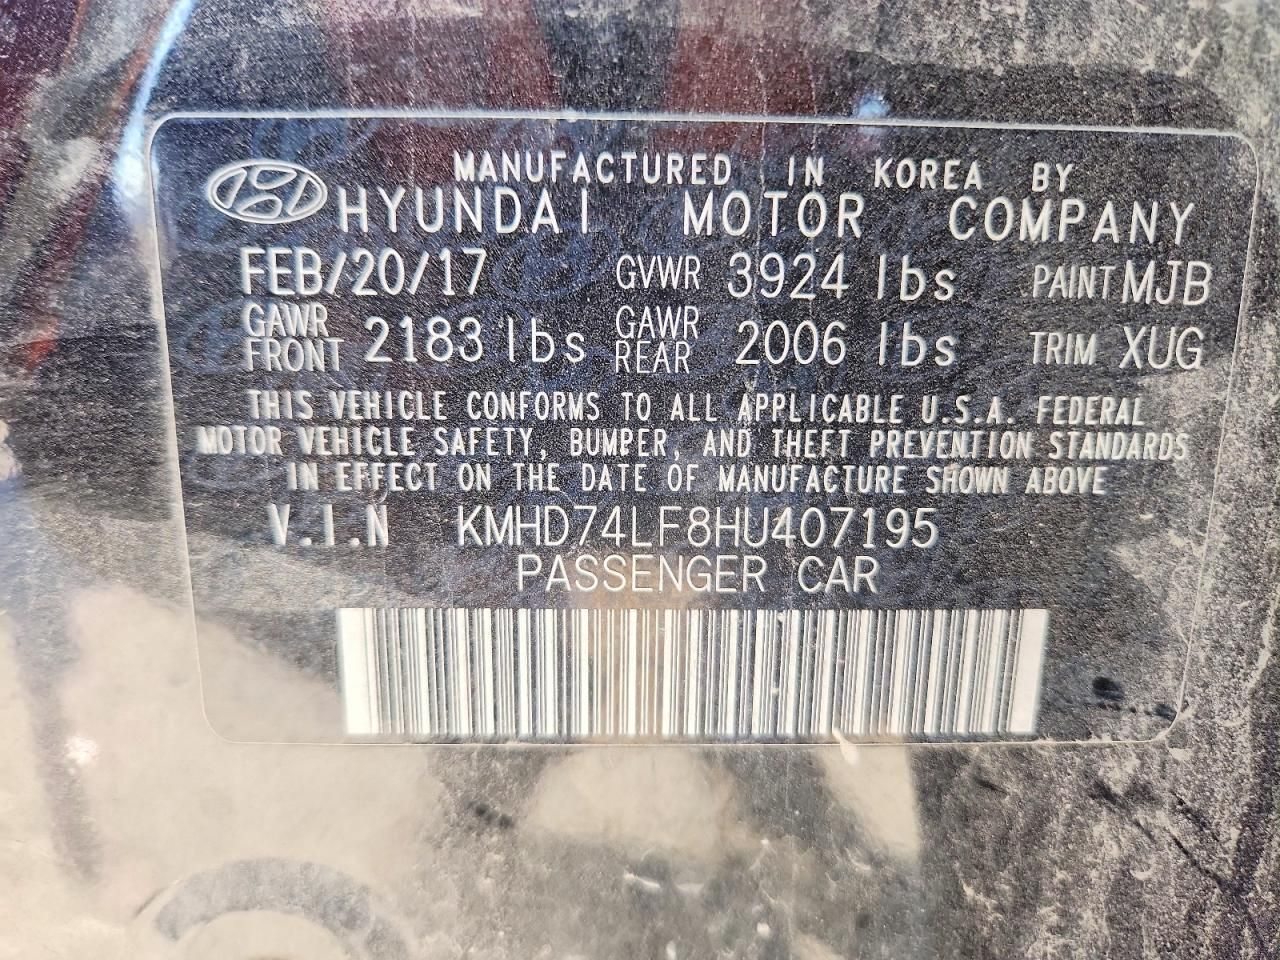 MANUFACTURED IN KOREA BY
HYUNDAI MOTOR COMPANY
FEB/20/17 GVWR 3924 lbs PAINT MJB
GAWR FRONT 2183 lbs GAWR REAR 2006 lbs TRIM XUG
THIS VEHICLE CONFORMS TO ALL APPLICABLE U.S.A. FEDERAL
MOTOR VEHICLE SAFETY, BUMPER, AND THEFT PREVENTION STANDARDS
IN EFFECT ON THE DATE OF MANUFACTURE SHOWN ABOVE
V.I.N KMHD74LF8HU407195
PASSENGER CAR